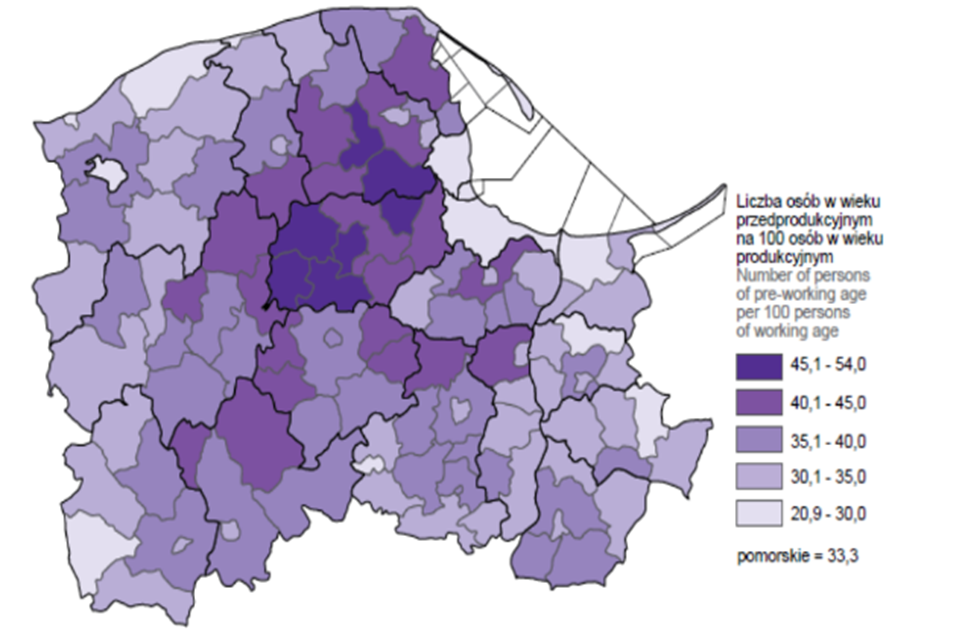 Liczba osób w wieku
przedprodukcyjnym
na 100 osób w wieku
produkcyjnym
Number of persons
of pre-working age
per 100 persons
of working age
45,1 - 54,0
40,1 - 45,0
35,1 - 40,0
30,1 - 35,0
20,9 - 30,0
pomorskie = 33,3